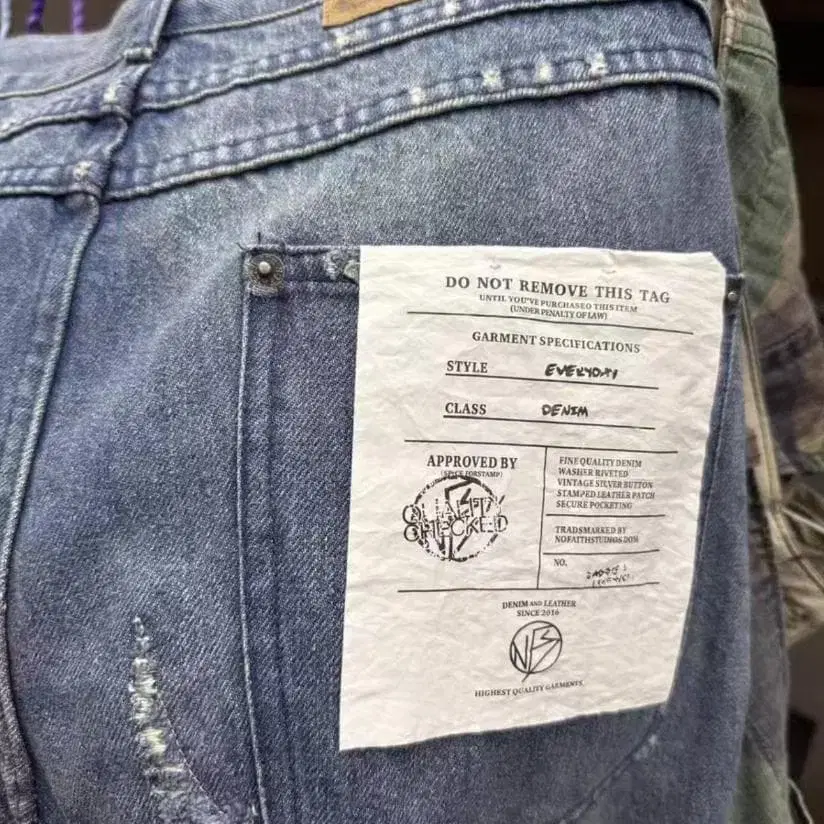 DO NOT REMOVE THIS TAG
UNTIL YOU'VE PURCHASED THIS ITEM
(UNDER PENALTY OF LAW)
GARMENT SPECIFICATIONS
STYLE EVERYDAY
CLASS DENIM
APPROVED BY
(SPACE FOR STAMP)
QUALITY
CHECKED
FINE QUALITY DENIM
WASHER RIVETED
VINTAGE SILVER BUTTON
STAMPED LEATHER PATCH
SECURE POCKETING
TRADSMARKED BY
NOFAITHSTUDIOS DOM
NO.
DENIM AND LEATHER
SINCE 2016
NFS
HIGHEST QUALITY GARMENTS